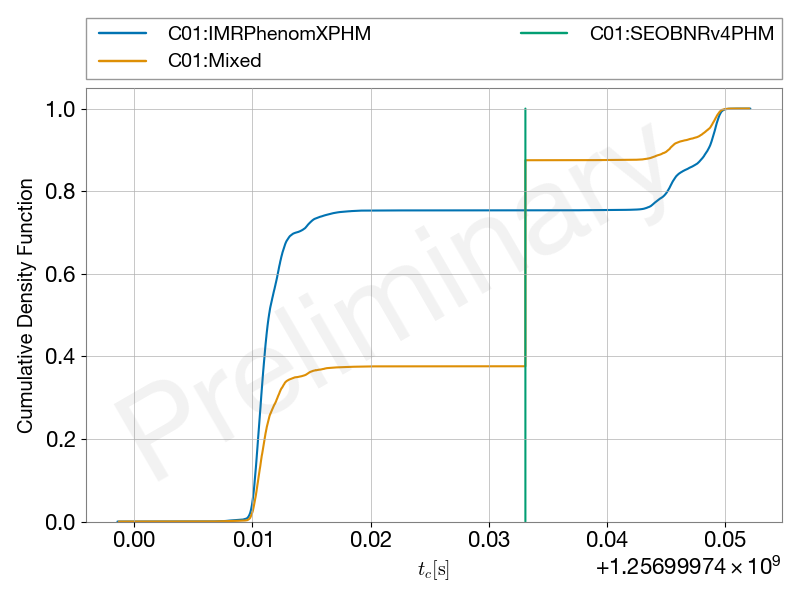 C01:IMRPhenomXPHM
C01:Mixed
C01:SEOBNRv4PHM
Cumulative Density Function
1.0
0.8
0.6
0.4
0.2
0.0
Preliminary
0.00 0.01 0.02 0.03 0.04 0.05
t_c[s]
+1.25699974 × 10⁹